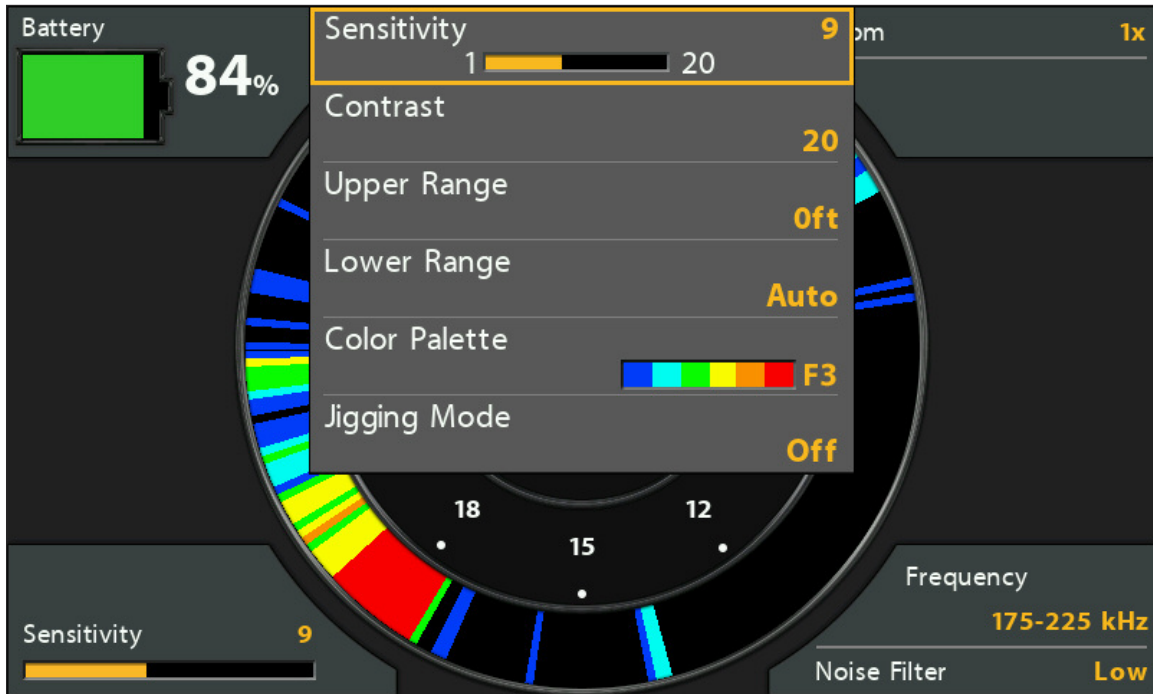 Battery
84%
Sensitivity 9
1 20
Contrast
20
Upper Range
0ft
Lower Range
Auto
Color Palette
F3
Jigging Mode
Off
1x
18
12
15
Sensitivity 9
Frequency
175-225 kHz
Noise Filter Low